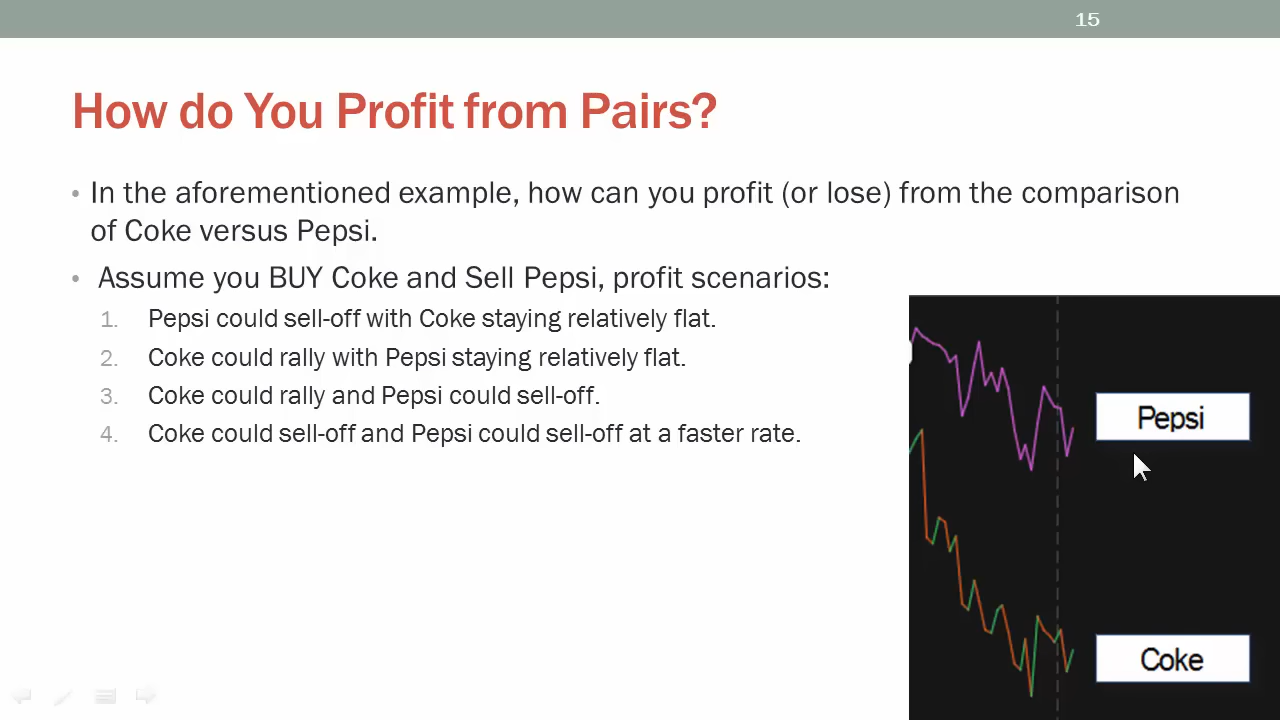 15
How do You Profit from Pairs?
• In the aforementioned example, how can you profit (or lose) from the comparison
of Coke versus Pepsi.
• Assume you BUY Coke and Sell Pepsi, profit scenarios:
1. Pepsi could sell-off with Coke staying relatively flat.
2. Coke could rally with Pepsi staying relatively flat.
3. Coke could rally and Pepsi could sell-off.
4. Coke could sell-off and Pepsi could sell-off at a faster rate.
Pepsi
Coke